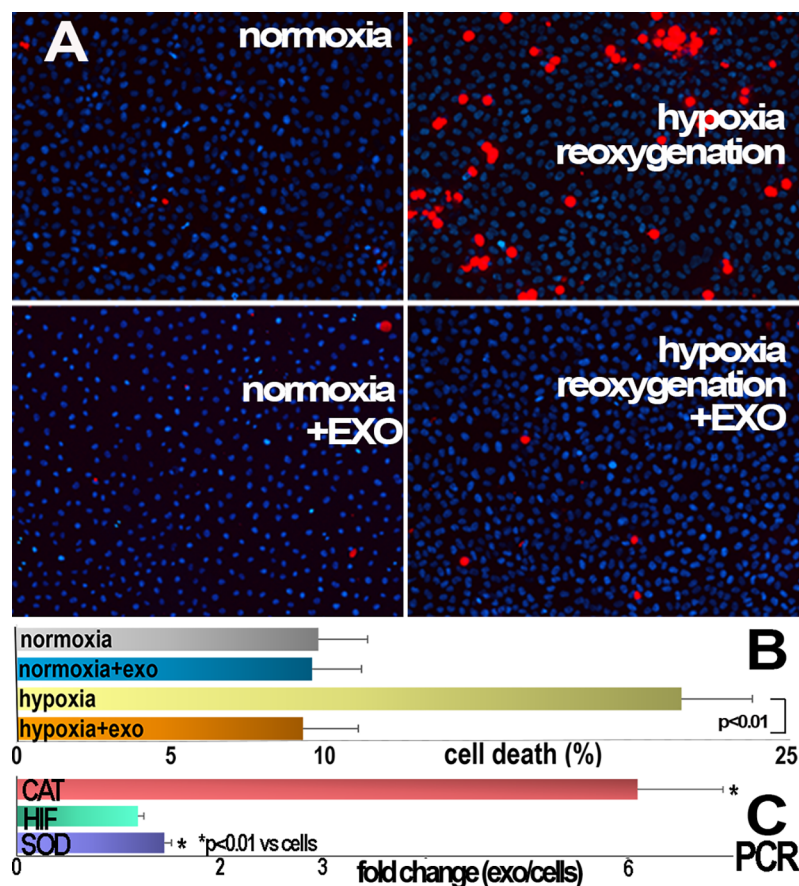 A
normoxia
hypoxia
reoxygenation
normoxia
+EXO
hypoxia
reoxygenation
+EXO
B
normoxia
normoxia+exo
hypoxia
hypoxia+exo
p<0.01
0 5 10 cell death (%) 25
C
PCR
CAT *
HIF
SOD * *p<0.01 vs cells
0 2 3 fold change (exo/cells) 6